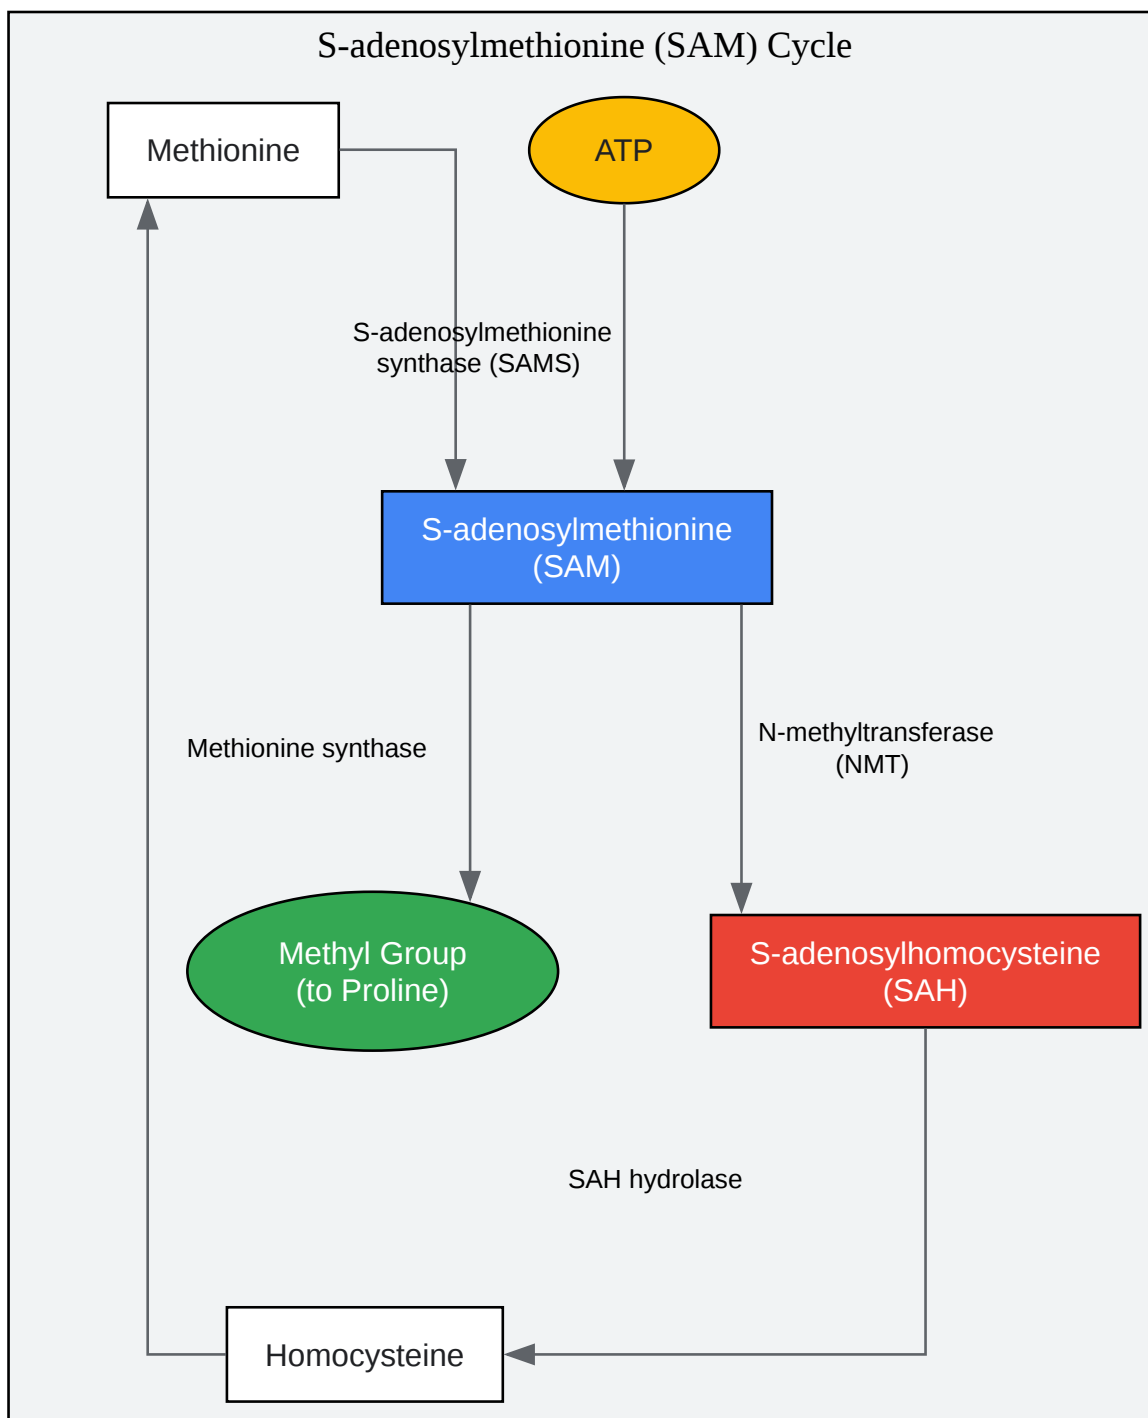 S-adenosylmethionine (SAM) Cycle
Methionine
ATP
S-adenosylmethionine
synthase (SAMS)
S-adenosylmethionine
(SAM)
Methionine synthase
N-methyltransferase
(NMT)
Methyl Group
(to Proline)
S-adenosylhomocysteine
(SAH)
SAH hydrolase
Homocysteine